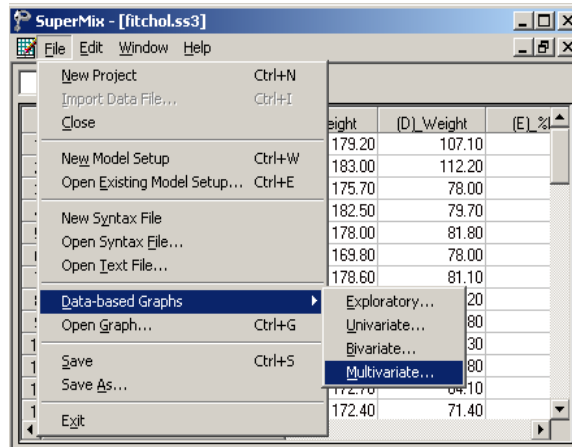 SuperMix - [fitchol.ss3]
File Edit Window Help
New Project Ctrl+N
Import Data File... Ctrl+I
Close
New Model Setup Ctrl+W
Open Existing Model Setup... Ctrl+E
New Syntax File
Open Syntax File...
Open Text File...
Data-based Graphs
Open Graph... Ctrl+G
Save Ctrl+S
Save As...
Exit
Exploratory...
Univariate...
Bivariate...
Multivariate...
eight (D)_Weight (E)_%
179.20 107.10
183.00 112.20
175.70 78.00
182.50 79.70
178.00 81.80
169.80 78.00
178.60 81.10
20
80
30
80
172.40 71.40